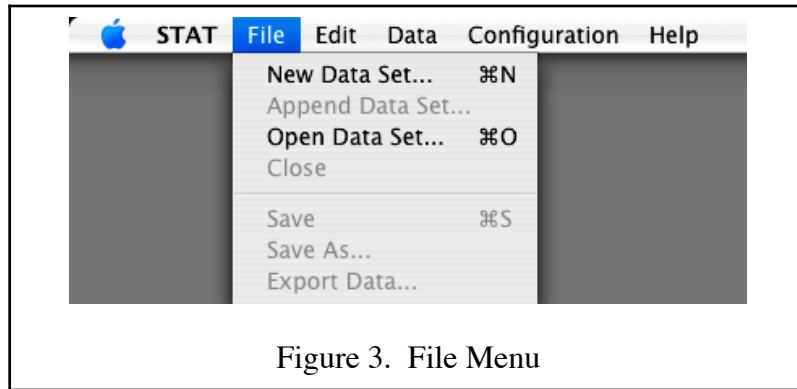 STAT File Edit Data Configuration Help
New Data Set... ⌘N
Append Data Set...
Open Data Set... ⌘O
Close
Save ⌘S
Save As...
Export Data...
Figure 3. File Menu